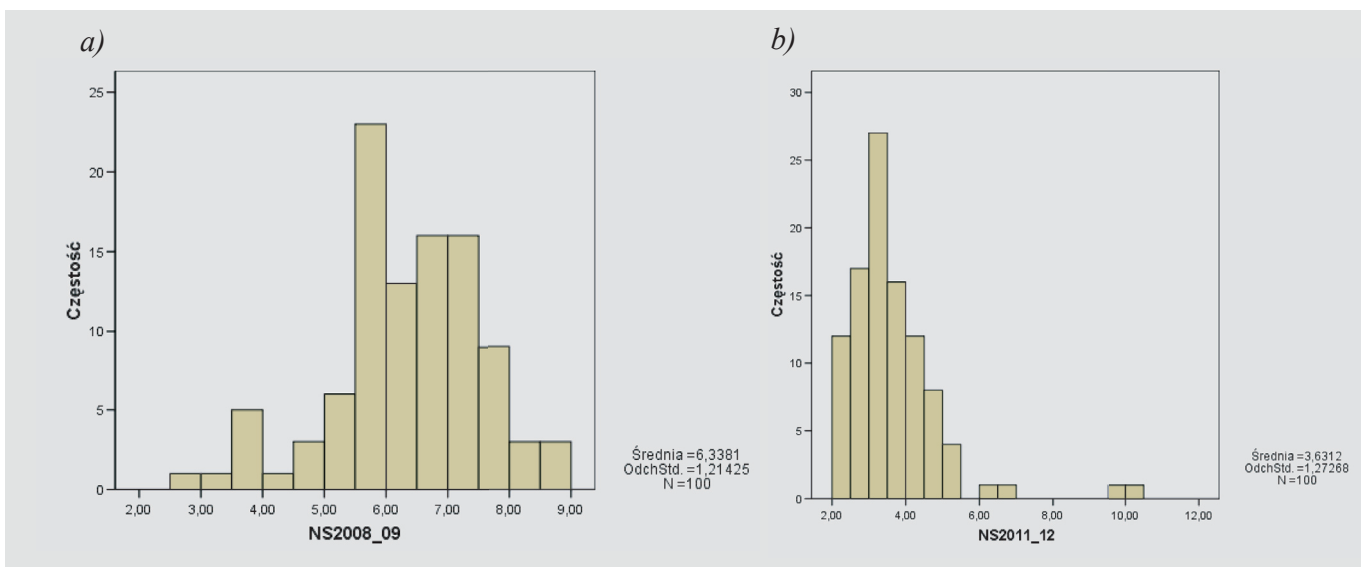 a)
25
20
15
10
5
0
Częstość
2,00 3,00 4,00 5,00 6,00 7,00 8,00 9,00
NS2008_09
Średnia =6,3381
OdchStd. =1,21425
N =100
b)
30
25
20
15
10
5
0
Częstość
2,00 4,00 6,00 8,00 10,00 12,00
NS2011_12
Średnia =3,6312
OdchStd. =1,27268
N =100